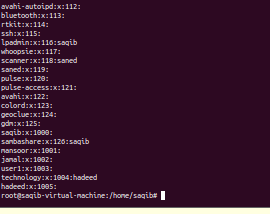 avahi-autoipd:x:112:
bluetooth:x:113:
rtkit:x:114:
ssh:x:115:
lpadmin:x:116:saqib
whoopsie:x:117:
scanner:x:118:saned
saned:x:119:
pulse:x:120:
pulse-access:x:121:
avahi:x:122:
colord:x:123:
geoclue:x:124:
gdm:x:125:
saqib:x:1000:
sambashare:x:126:saqib
mansoor:x:1001:
jamal:x:1002:
user1:x:1003:
technology:x:1004:hadeed
hadeed:x:1005:
root@saqib-virtual-machine:/home/saqib#